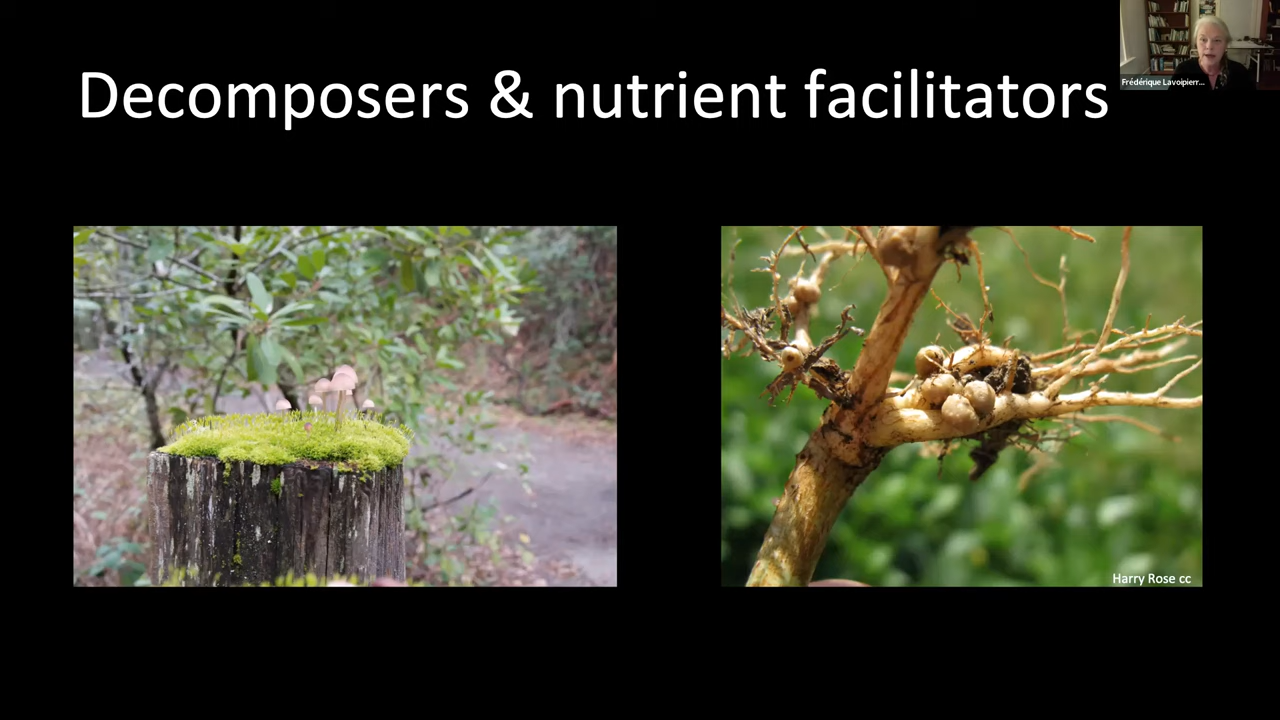 Decomposers & nutrient facilitators
Frédérique Lavoipierr...
Harry Rose cc